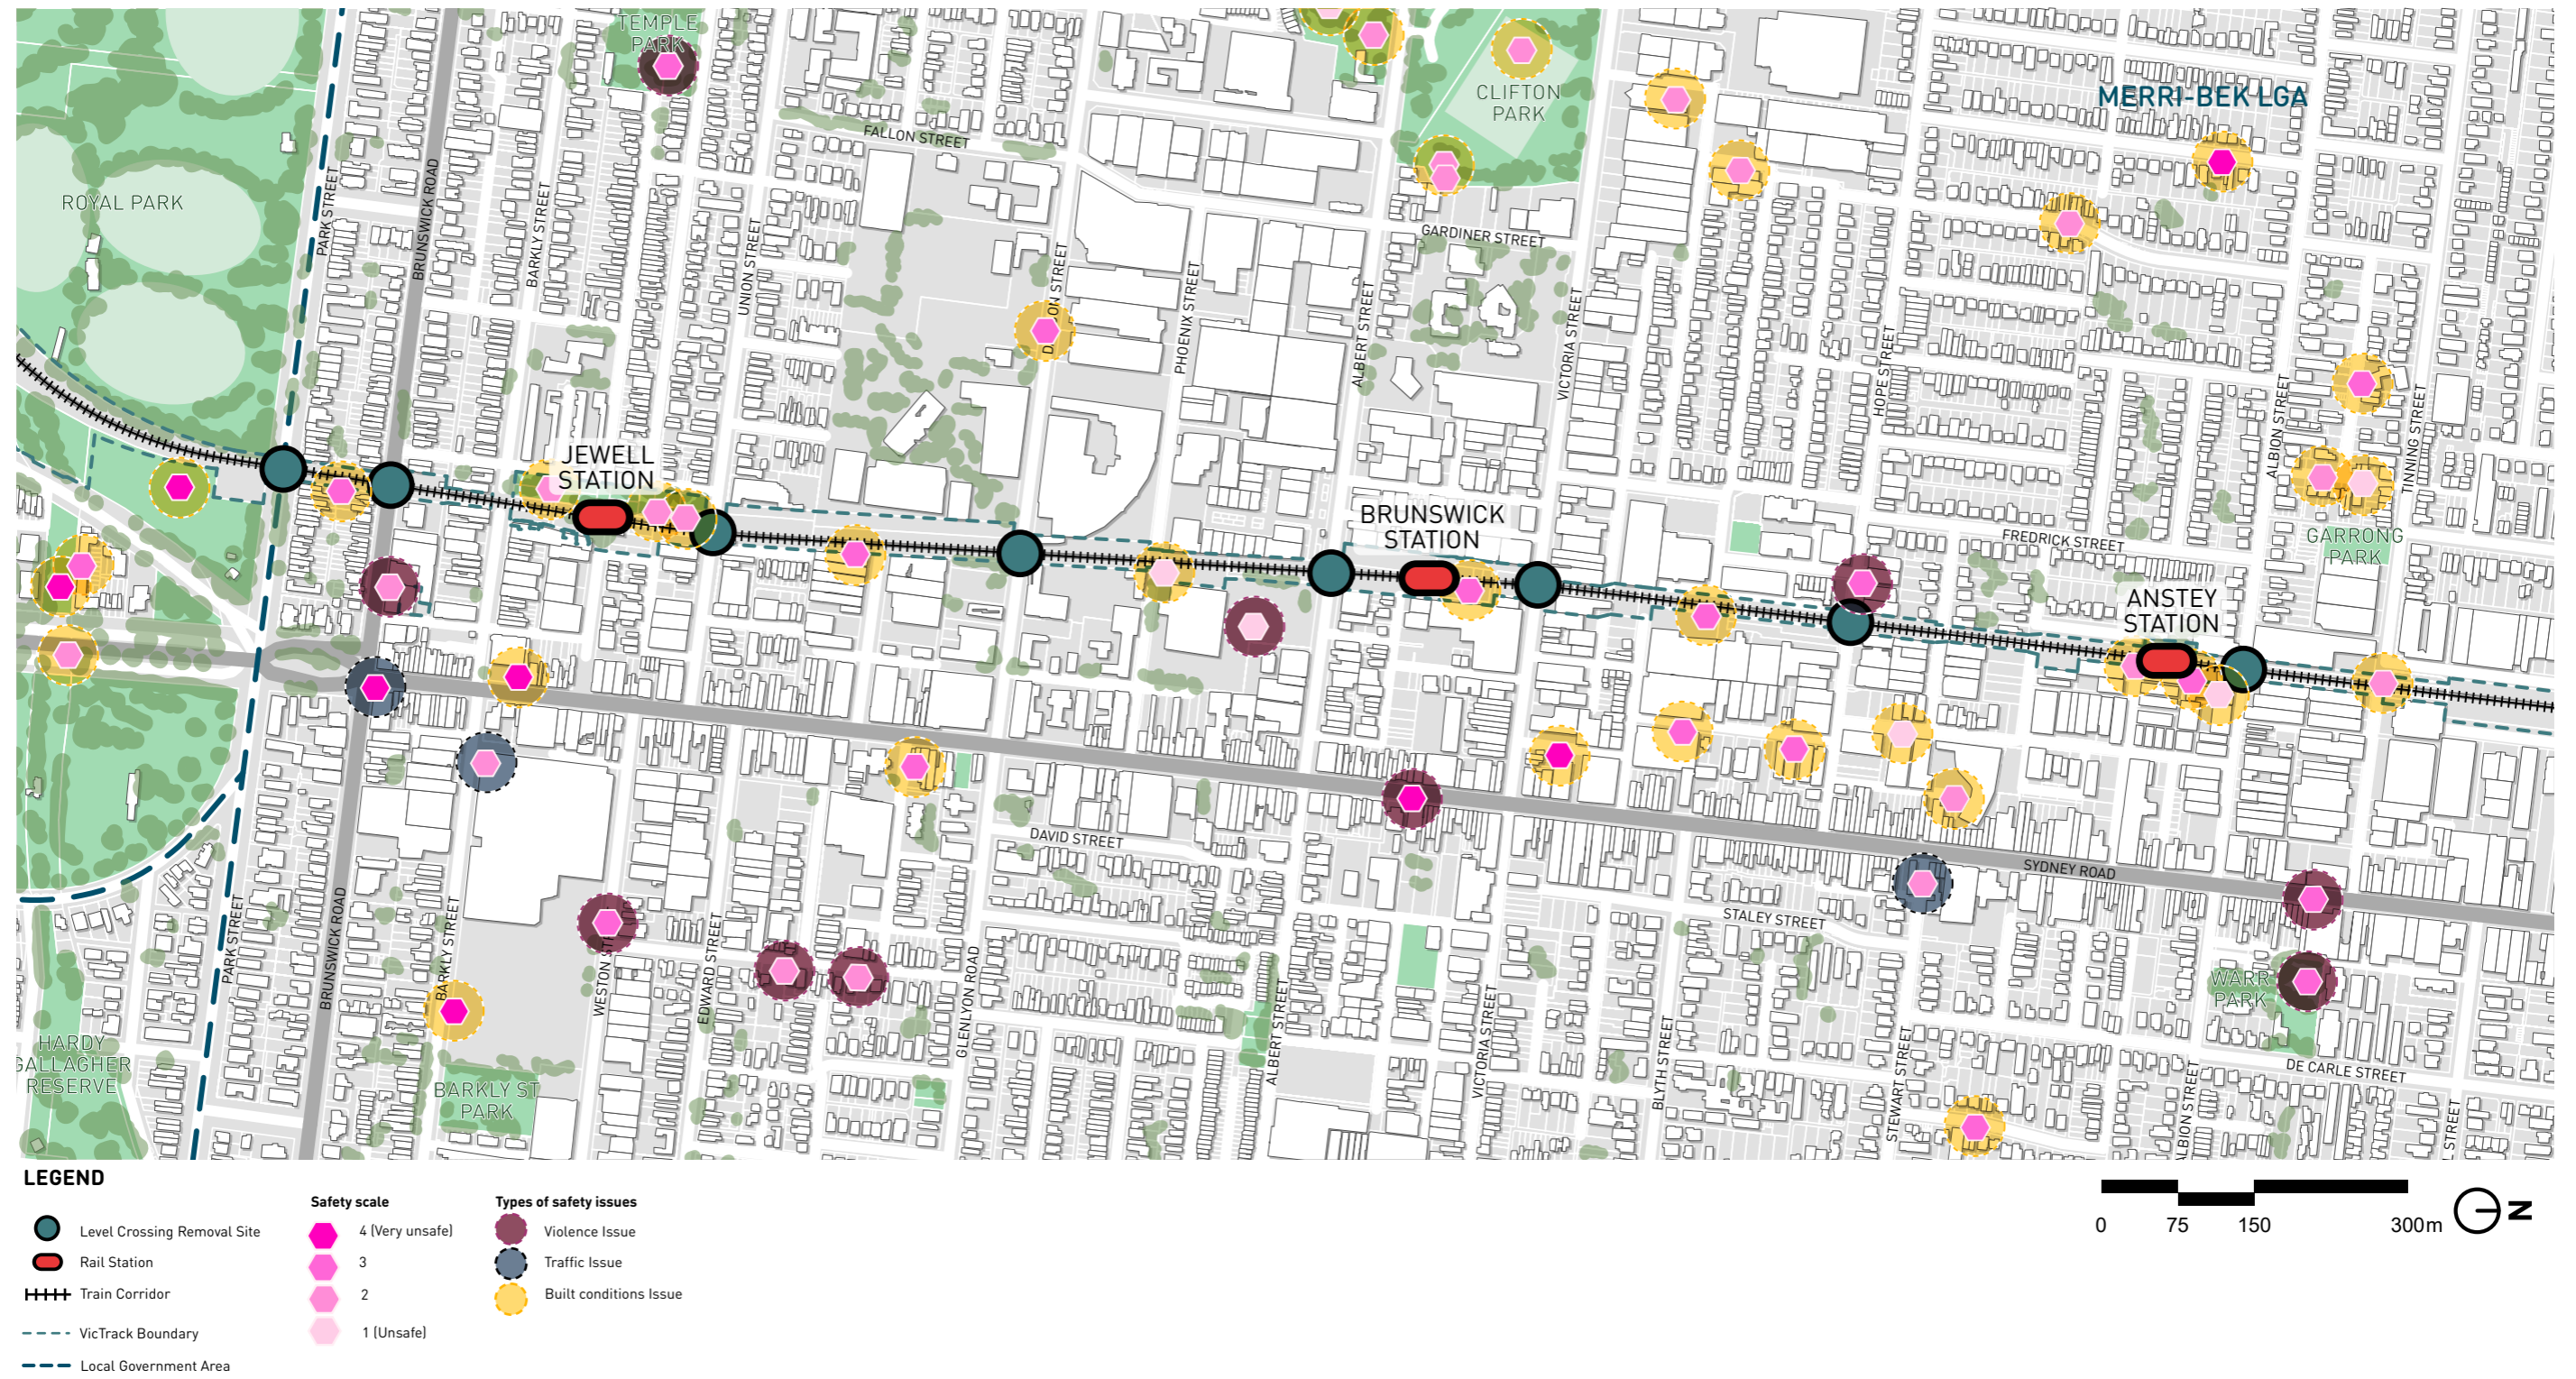 TEMPLE
PARK
CLIFTON
PARK
MERRI-BEK LGA
FALLON STREET
ROYAL PARK
PARK STREET
BRUNSWICK ROAD
BARKLY STREET
UNION STREET
PHOENIX STREET
ALBERT STREET
GARDINER STREET
VICTORIA STREET
HOPE STREET
ALBION STREET
TINNING STREET
JEWELL
STATION
BRUNSWICK
STATION
FREDRICK STREET
GARRONG
PARK
ANSTEY
STATION
DAVID STREET
SYDNEY ROAD
STALEY STREET
PARK STREET
BRUNSWICK ROAD
BARKLY STREET
WESTON
EDWARD STREET
GLENLYON ROAD
ALBERT STREET
VICTORIA STREET
BLYTH STREET
STEWART STREET
WARR
PARK
DE CARLE STREET
STREET
HARDY
GALLAGHER
RESERVE
BARKLY ST
PARK
LEGEND
Level Crossing Removal Site
Rail Station
Train Corridor
VicTrack Boundary
Local Government Area
Safety scale
4 (Very unsafe)
3
2
1 (Unsafe)
Types of safety issues
Violence Issue
Traffic Issue
Built conditions Issue
0 75 150 300m
N